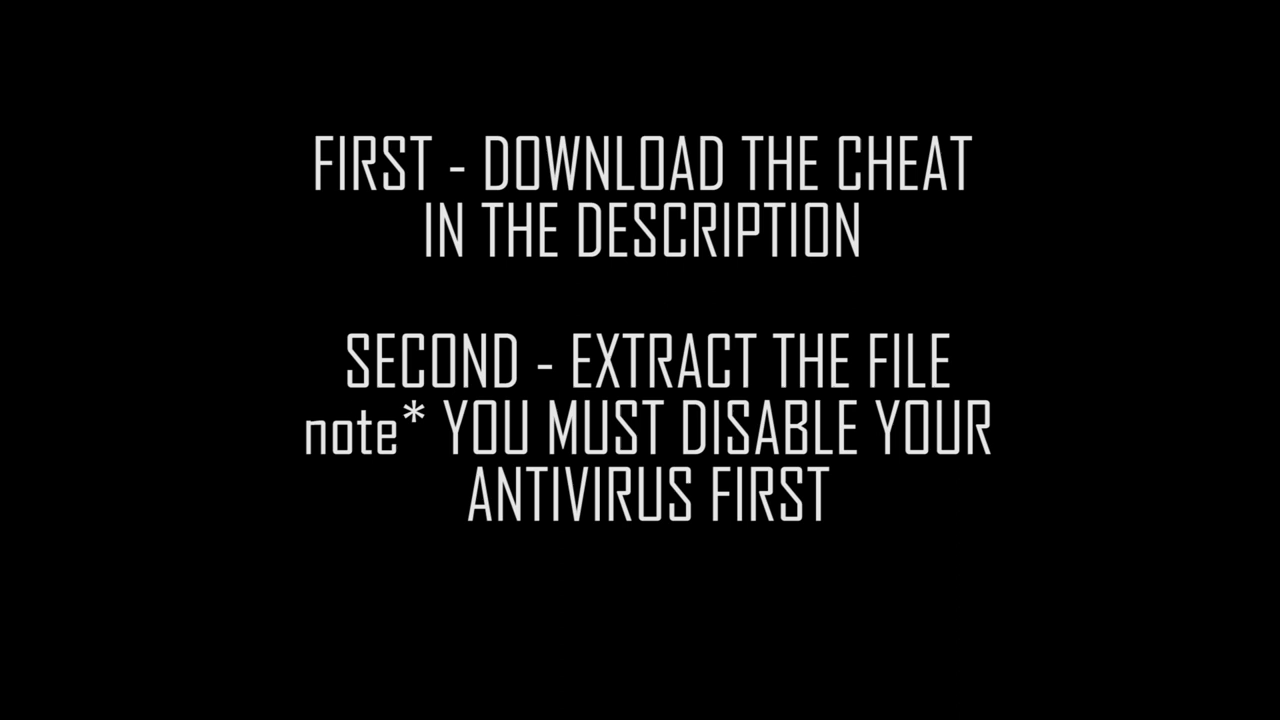 FIRST - DOWNLOAD THE CHEAT
IN THE DESCRIPTION
SECOND - EXTRACT THE FILE
note* YOU MUST DISABLE YOUR
ANTIVIRUS FIRST